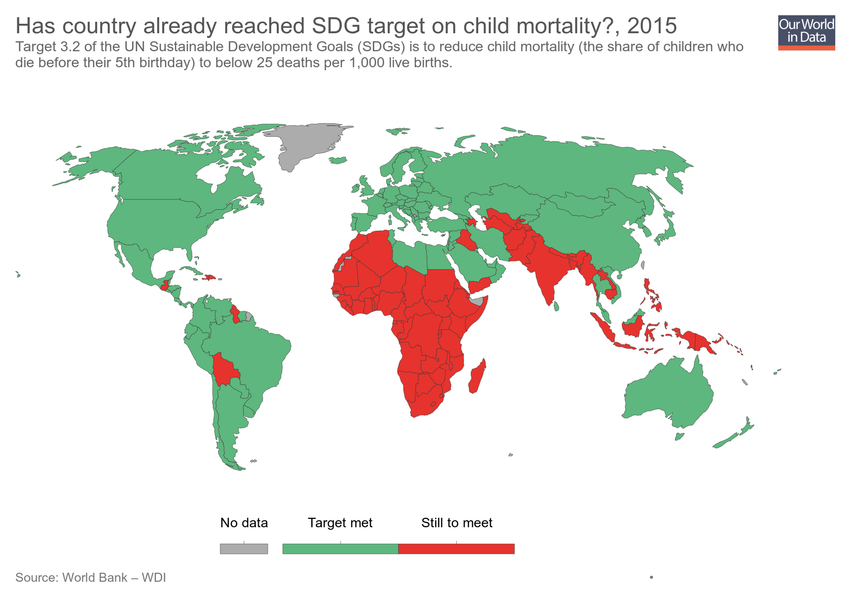 Has country already reached SDG target on child mortality?, 2015
Our World
in Data
Target 3.2 of the UN Sustainable Development Goals (SDGs) is to reduce child mortality (the share of children who
die before their 5th birthday) to below 25 deaths per 1,000 live births.
No data
Target met
Still to meet
Source: World Bank – WDI